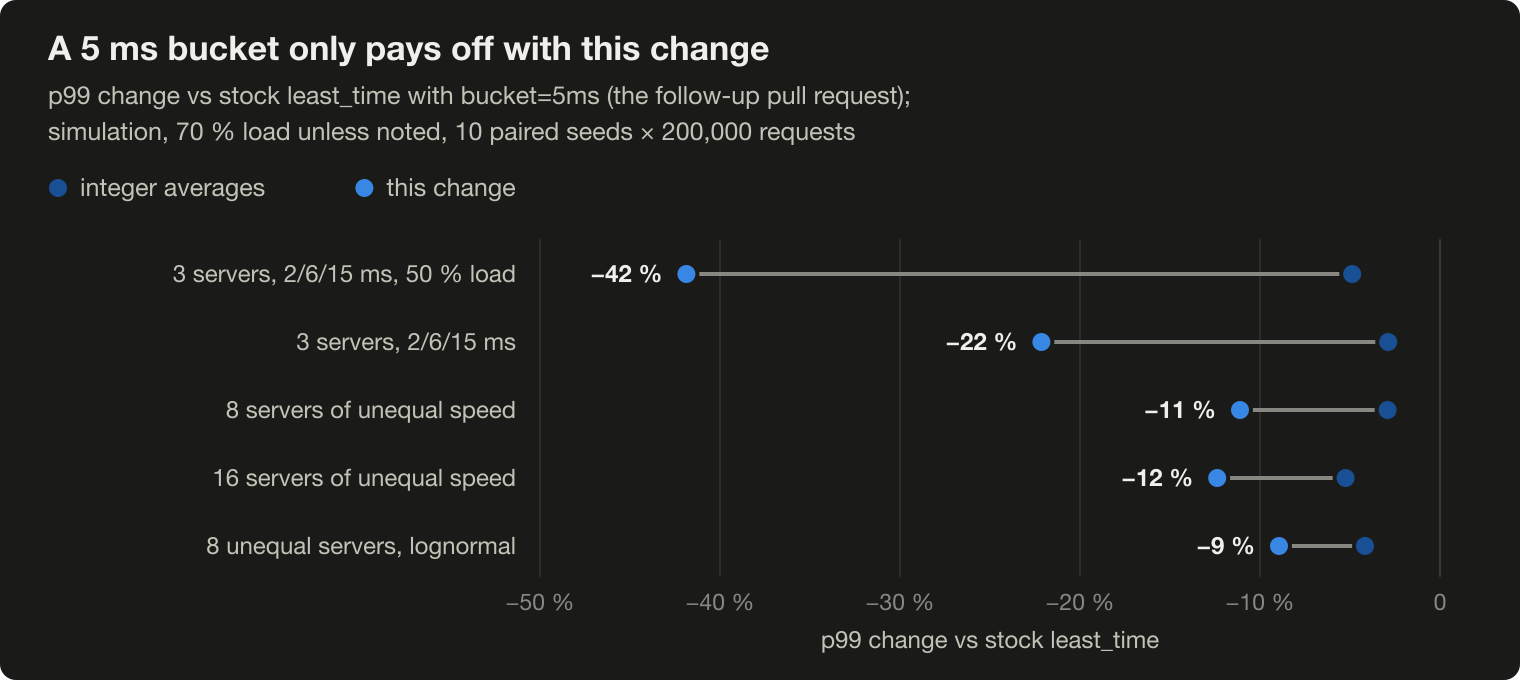 A 5 ms bucket only pays off with this change
p99 change vs stock least_time with bucket=5ms (the follow-up pull request);
simulation, 70 % load unless noted, 10 paired seeds × 200,000 requests
integer averages
this change
3 servers, 2/6/15 ms, 50 % load
−42 %
3 servers, 2/6/15 ms
−22 %
8 servers of unequal speed
−11 %
16 servers of unequal speed
−12 %
8 unequal servers, lognormal
−9 %
−50 % −40 % −30 % −20 % −10 % 0
p99 change vs stock least_time